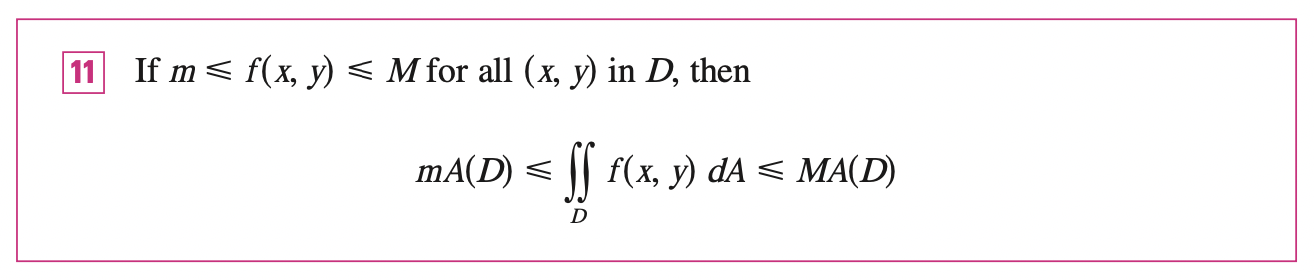 11 If m ≤ f(x, y) ≤ M for all (x, y) in D, then
mA(D) ≤ ∬ f(x, y) dA ≤ MA(D)
D